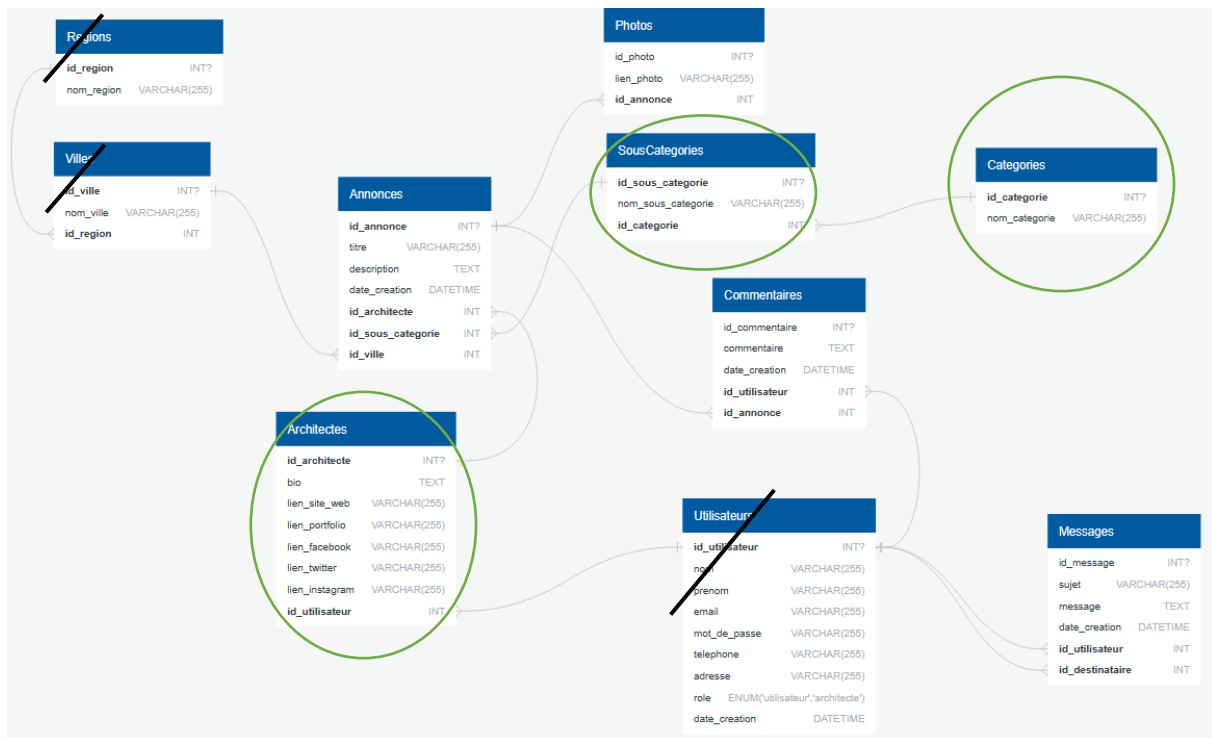 Regions
id_region INT?
nom_region VARCHAR(255)
Villes
id_ville INT?
nom_ville VARCHAR(255)
id_region INT
Annonces
id_annonce INT?
titre VARCHAR(255)
description TEXT
date_creation DATETIME
id_architecte INT
id_sous_categorie INT
id_ville INT
Photos
id_photo INT?
lien_photo VARCHAR(255)
id_annonce INT
SousCategories
id_sous_categorie INT?
nom_sous_categorie VARCHAR(255)
id_categorie INT
Categories
id_categorie INT?
nom_categorie VARCHAR(255)
Commentaires
id_commentaire INT?
commentaire TEXT
date_creation DATETIME
id_utilisateur INT
id_annonce INT
Architectes
id_architecte INT?
bio TEXT
lien_site_web VARCHAR(255)
lien_portfolio VARCHAR(255)
lien_facebook VARCHAR(255)
lien_twitter VARCHAR(255)
lien_instagram VARCHAR(255)
id_utilisateur INT
Utilisateurs
id_utilisateur INT?
nom VARCHAR(255)
prenom VARCHAR(255)
email VARCHAR(255)
mot_de_passe VARCHAR(255)
telephone VARCHAR(255)
adresse VARCHAR(255)
role ENUM('utilisateur','architecte')
date_creation DATETIME
Messages
id_message INT?
sujet VARCHAR(255)
message TEXT
date_creation DATETIME
id_utilisateur INT
id_destinataire INT